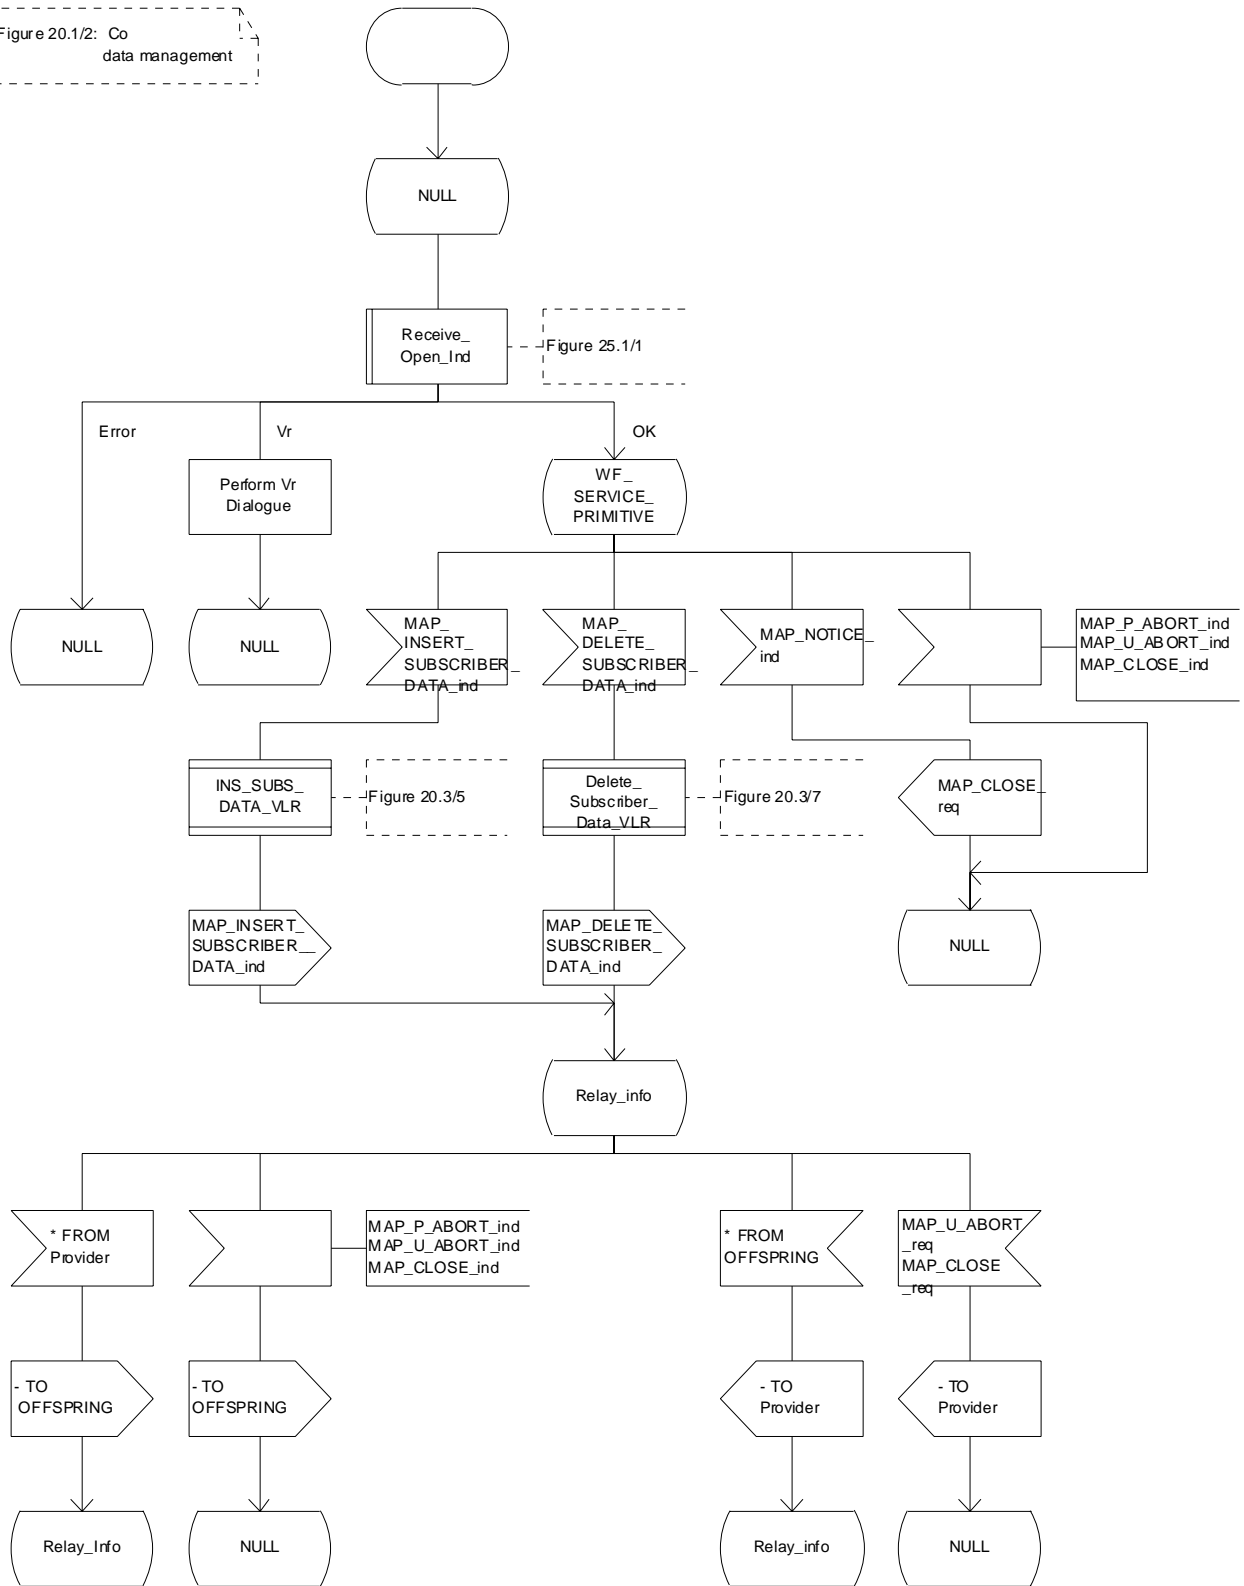 Figure 20.1/2: Co
data management
NULL
Receive_
Open_Ind
Figure 25.1/1
Error
Vr
OK
Perform Vr
Dialogue
WF_
SERVICE_
PRIMITIVE
NULL
NULL
MAP_
INSERT_
SUBSCRIBER_
DATA_ind
MAP_
DELETE_
SUBSCRIBER_
DATA_ind
MAP_NOTICE_
ind
MAP_P_ABORT_ind
MAP_U_ABORT_ind
MAP_CLOSE_ind
INS_SUBS_
DATA_VLR
Figure 20.3/5
Delete_
Subscriber_
Data_VLR
Figure 20.3/7
MAP_CLOSE_
req
MAP_INSERT_
SUBSCRIBER__
DATA_ind
MAP_DELETE_
SUBSCRIBER_
DATA_ind
NULL
Relay_info
* FROM
Provider
MAP_P_ABORT_ind
MAP_U_ABORT_ind
MAP_CLOSE_ind
* FROM
OFFSPRING
MAP_U_ABORT
_req
MAP_CLOSE
_req
- TO
OFFSPRING
- TO
OFFSPRING
- TO
Provider
- TO
Provider
Relay_Info
NULL
Relay_info
NULL